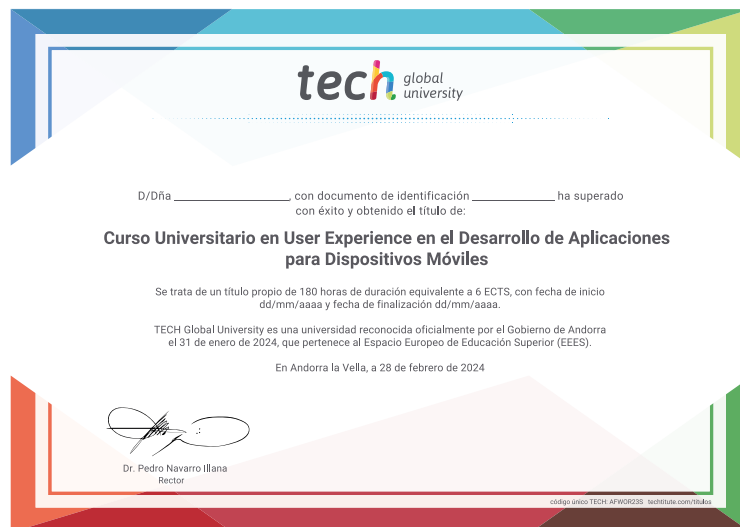 tech global university
D/Dña ________________, con documento de identificación ____________ ha superado
con éxito y obtenido el título de:
Curso Universitario en User Experience en el Desarrollo de Aplicaciones
para Dispositivos Móviles
Se trata de un título propio de 180 horas de duración equivalente a 6 ECTS, con fecha de inicio
dd/mm/aaaa y fecha de finalización dd/mm/aaaa.
TECH Global University es una universidad reconocida oficialmente por el Gobierno de Andorra
el 31 de enero de 2024, que pertenece al Espacio Europeo de Educación Superior (EEES).
En Andorra la Vella, a 28 de febrero de 2024
Dr. Pedro Navarro Illana
Rector
código único TECH: AFWOR23S techtitute.com/titulos